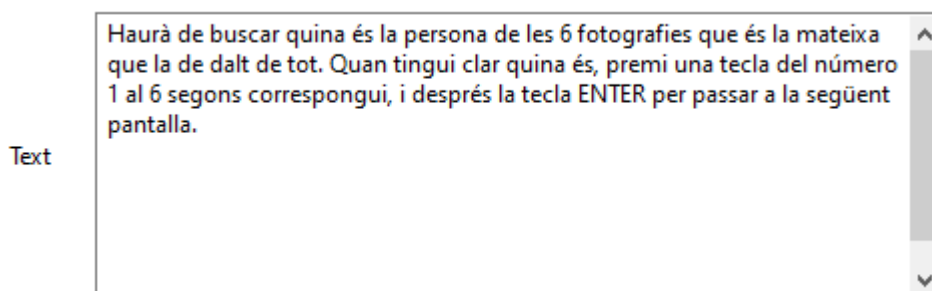 Haurà de buscar quina és la persona de les 6 fotografies que és la mateixa
que la de dalt de tot. Quan tingui clar quina és, premi una tecla del número
1 al 6 segons correspongui, i després la tecla ENTER per passar a la següent
pantalla.
Text